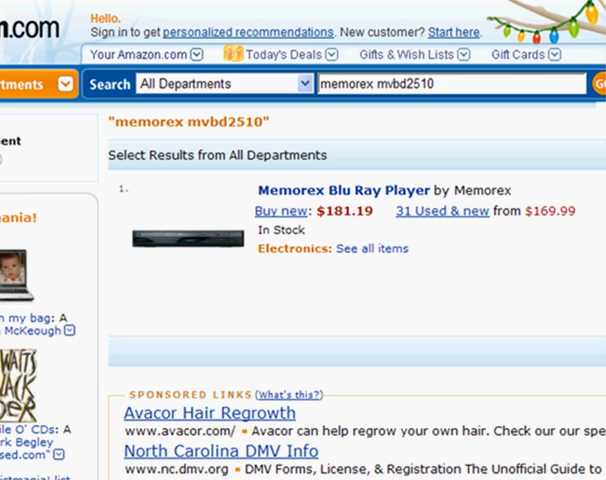 n.com
Hello.
Sign in to get personalized recommendations. New customer? Start here.
Your Amazon.com Today's Deals Gifts & Wish Lists Gift Cards
tments Search All Departments memorex mvbd2510 G
"memorex mvbd2510"
ent
Select Results from All Departments
1.
Memorex Blu Ray Player by Memorex
Buy new: $181.19 31 Used & new from $169.99
In Stock
Electronics: See all items
ania!
n my bag: A
McKeough
WATTS
LACK
DER
ile O' CDs: A
rk Begley
sed.com"
SPONSORED LINKS (What's this?)
Avacor Hair Regrowth
www.avacor.com/ Avacor can help regrow your own hair. Check our our spe
North Carolina DMV Info
www.nc.dmv.org DMV Forms, License, & Registration The Unofficial Guide to